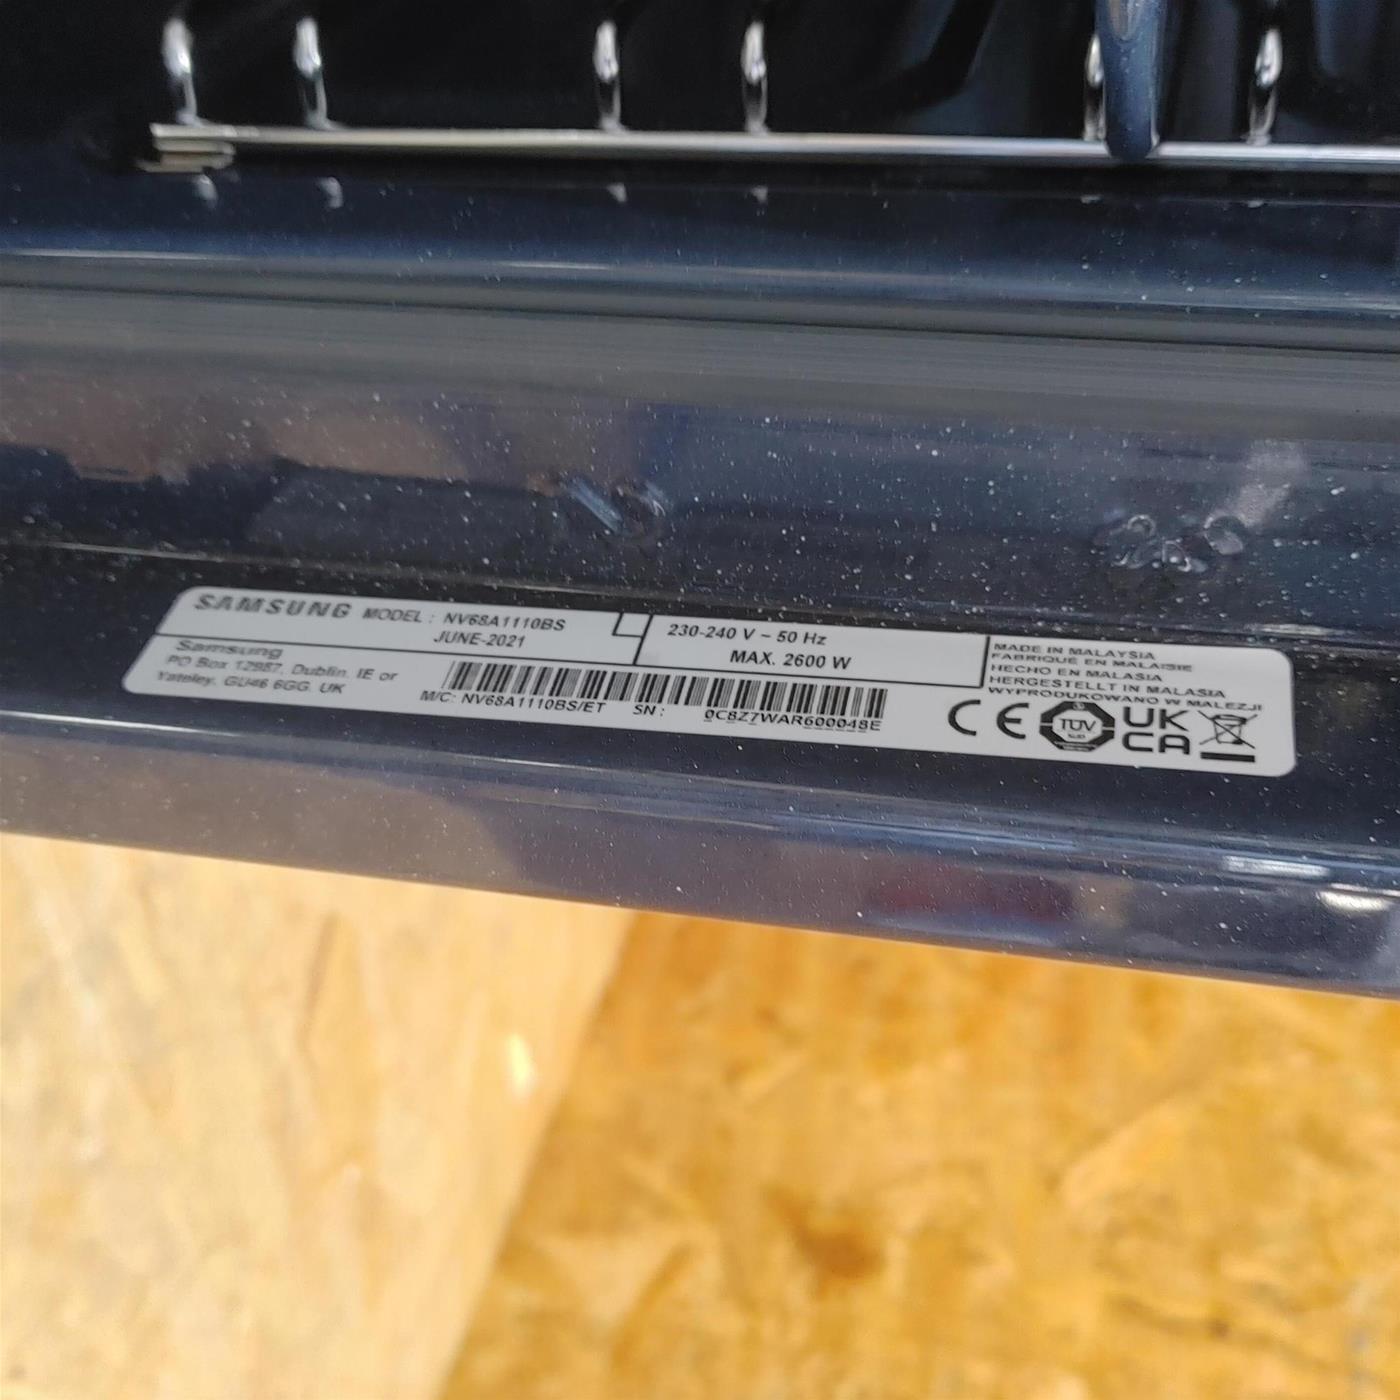 SAMSUNG MODEL : NV68A1110BS
JUNE-2021
Samsung
PO Box 12987, Dublin. IE or
Yateley, GU46 6GG. UK
M/C: NV68A1110BS/ET SN : 0C8Z7WAR600048E
230-240 V ~ 50 Hz
MAX. 2600 W
MADE IN MALAYSIA
FABRIQUÉ EN MALAISIE
HECHO EN MALASIA
HERGESTELLT IN MALASIA
WYPRODUKOWANO W MALEZJI
CE
TÜV
SÜD
UK
CA